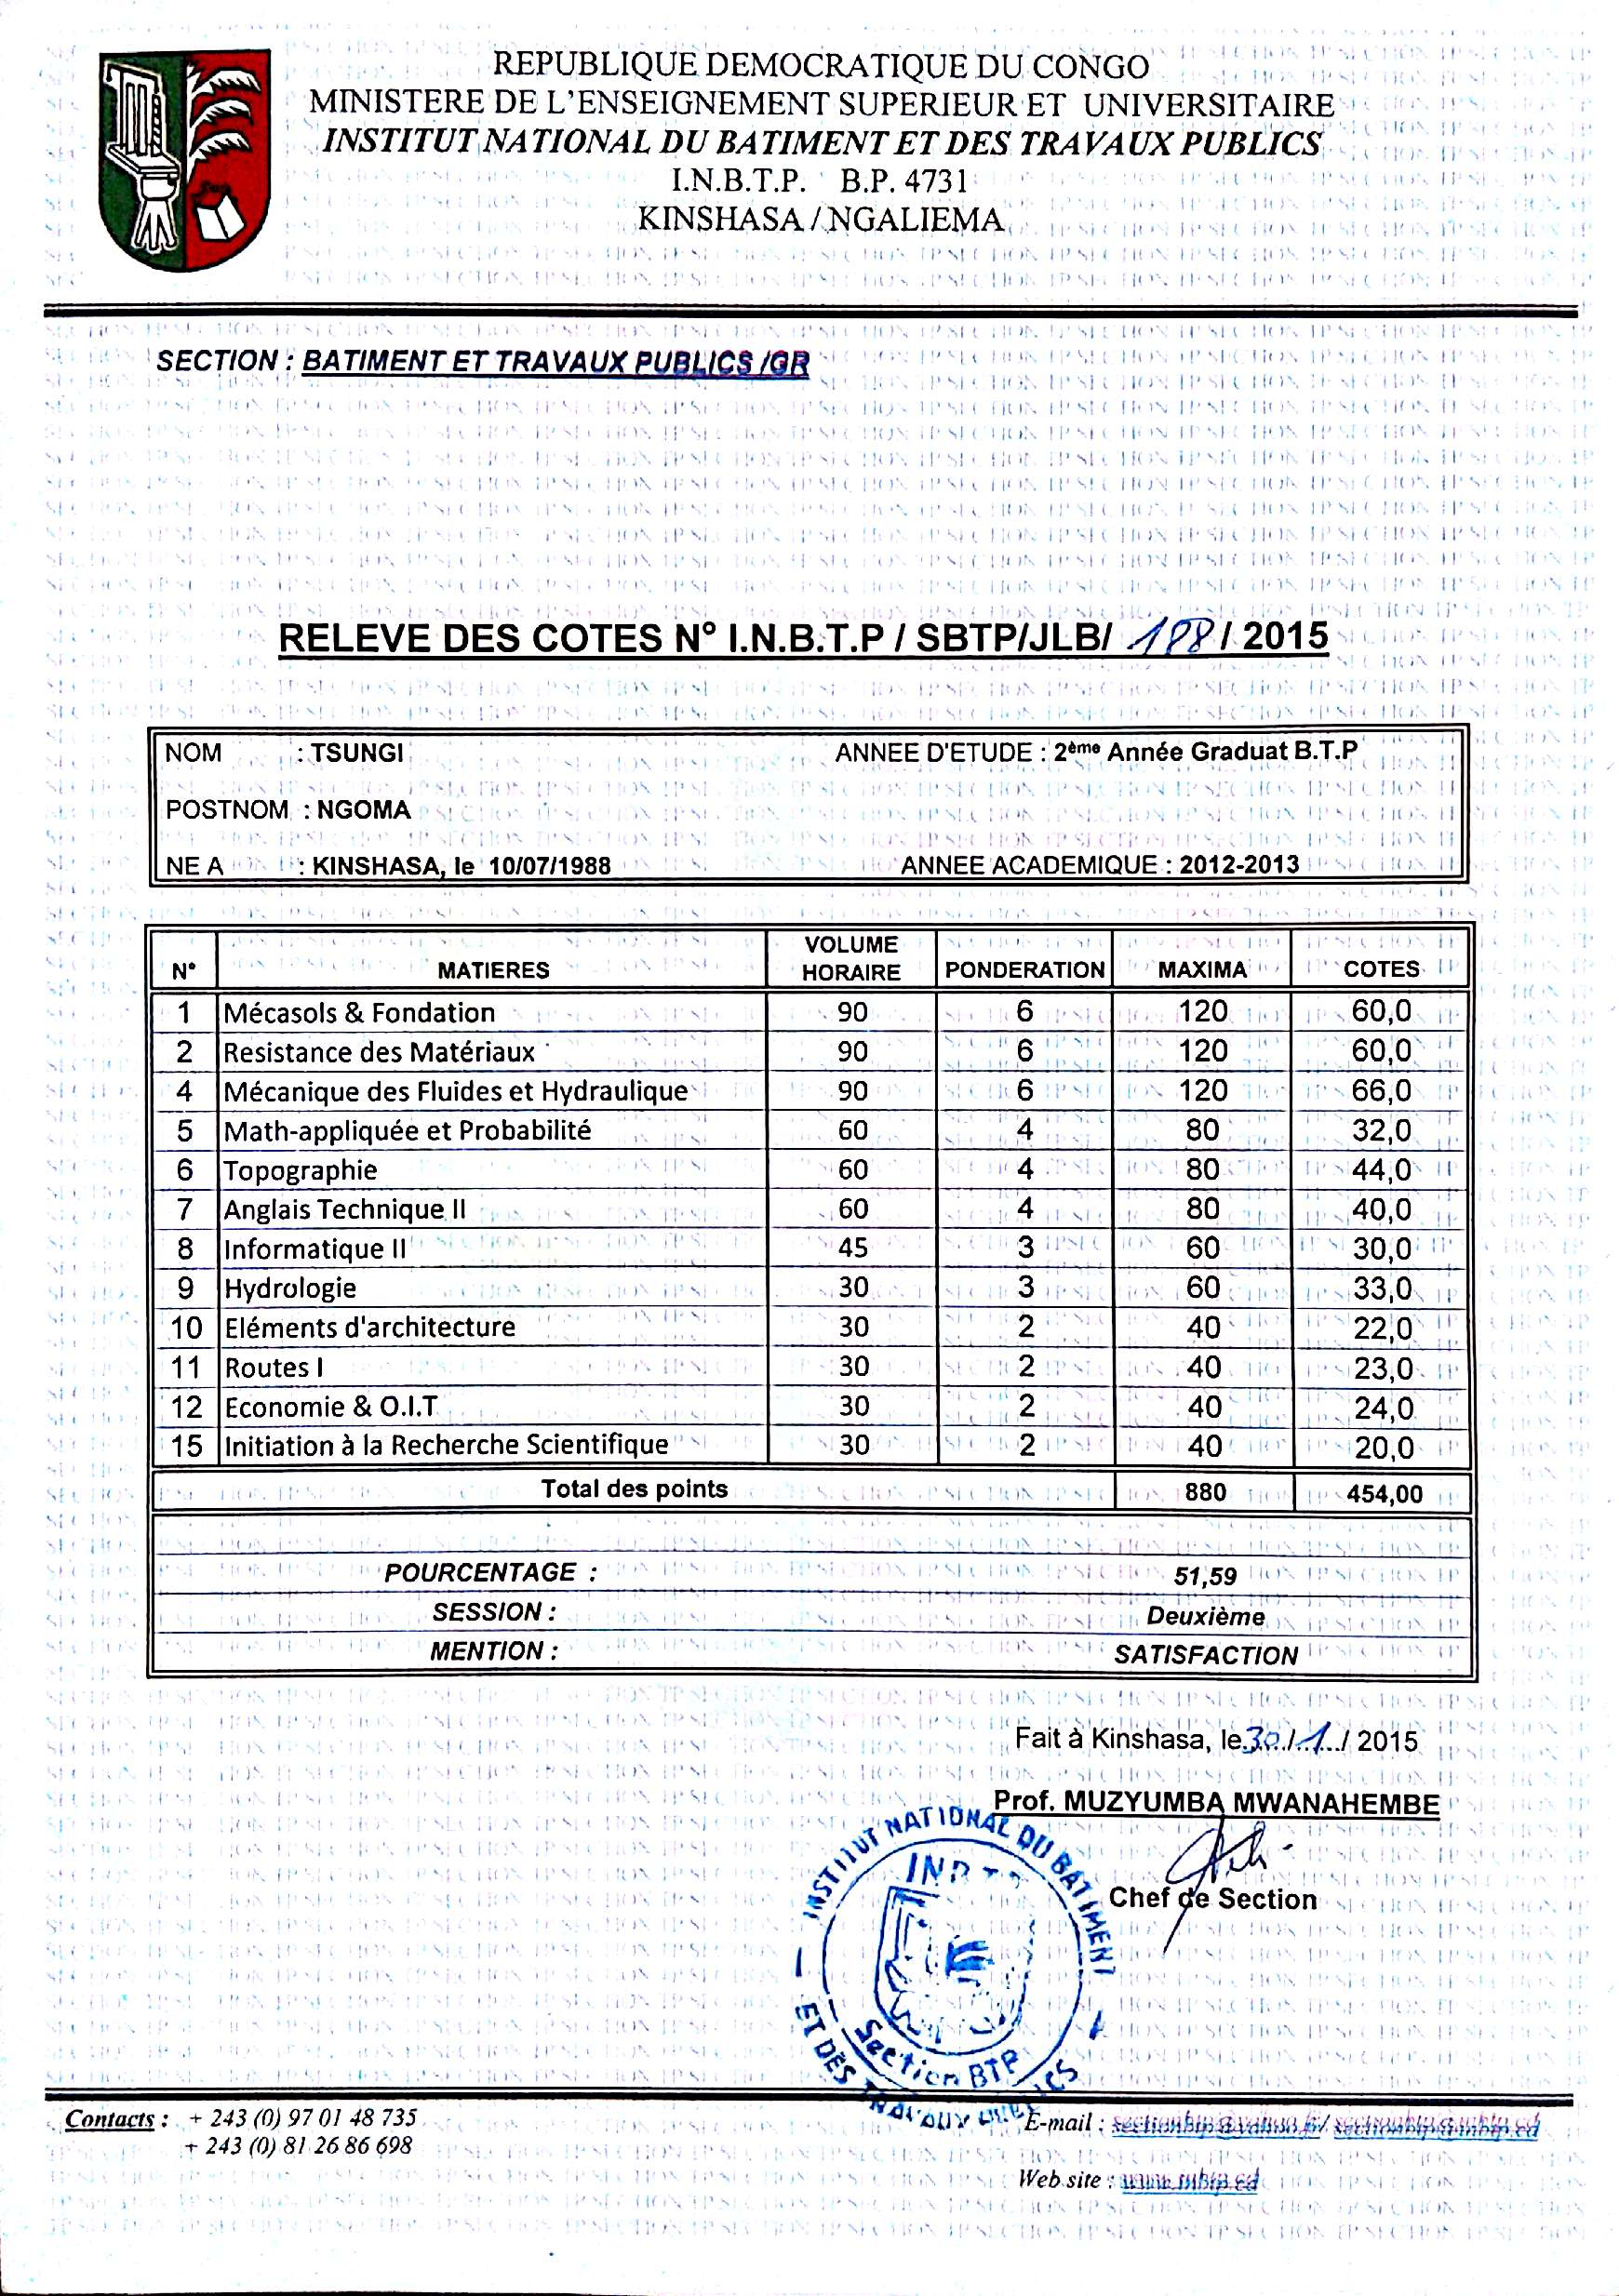 REPUBLIQUE DEMOCRATIQUE DU CONGO
MINISTERE DE L'ENSEIGNEMENT SUPERIEUR ET UNIVERSITAIRE
INSTITUT NATIONAL DU BATIMENT ET DES TRAVAUX PUBLICS
I.N.B.T.P. B.P. 4731
KINSHASA / NGALIEMA
SECTION : BATIMENT ET TRAVAUX PUBLICS /GR
RELEVE DES COTES N° I.N.B.T.P / SBTP/JLB/ 188 / 2015
NOM : TSUNGI ANNEE D'ETUDE : 2ème Année Graduat B.T.P
POSTNOM : NGOMA
NE A : KINSHASA, le 10/07/1988 ANNEE ACADEMIQUE : 2012-2013
N° MATIERES VOLUME HORAIRE PONDERATION MAXIMA COTES
1 Mécasols & Fondation 90 6 120 60,0
2 Resistance des Matériaux 90 6 120 60,0
4 Mécanique des Fluides et Hydraulique 90 6 120 66,0
5 Math-appliquée et Probabilité 60 4 80 32,0
6 Topographie 60 4 80 44,0
7 Anglais Technique II 60 4 80 40,0
8 Informatique II 45 3 60 30,0
9 Hydrologie 30 3 60 33,0
10 Eléments d'architecture 30 2 40 22,0
11 Routes I 30 2 40 23,0
12 Economie & O.I.T 30 2 40 24,0
15 Initiation à la Recherche Scientifique 30 2 40 20,0
Total des points 880 454,00
POURCENTAGE : 51,59
SESSION : Deuxième
MENTION : SATISFACTION
Fait à Kinshasa, le 30 / 1 / 2015
Prof. MUZYUMBA MWANAHEMBE
Chef de Section
INSTITUT NATIONAL DU BATIMENT
ET DES TRAVAUX PUBLICS
INBTP
Section BTP
Contacts : + 243 (0) 97 01 48 735
+ 243 (0) 81 26 86 698
E-mail :
Web site :